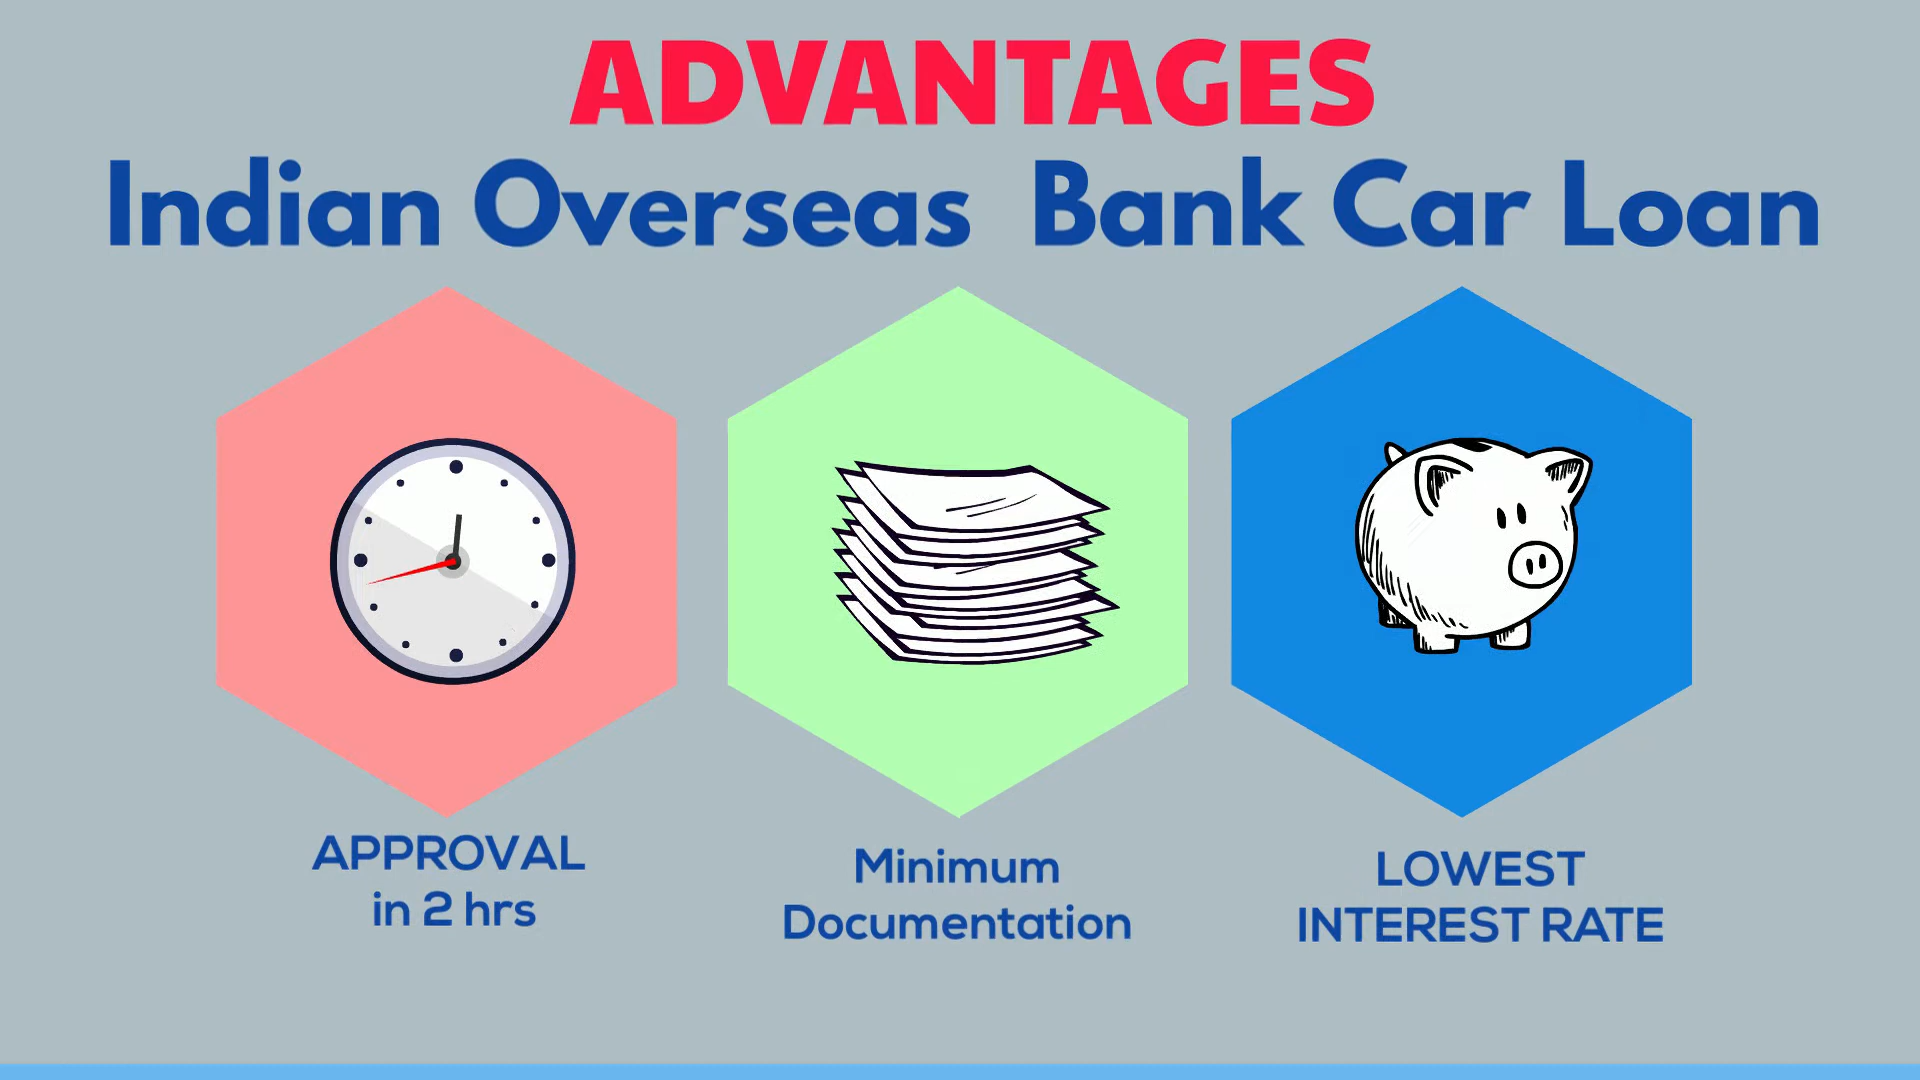 ADVANTAGES
Indian Overseas Bank Car Loan
APPROVAL
in 2 hrs
Minimum
Documentation
LOWEST
INTEREST RATE